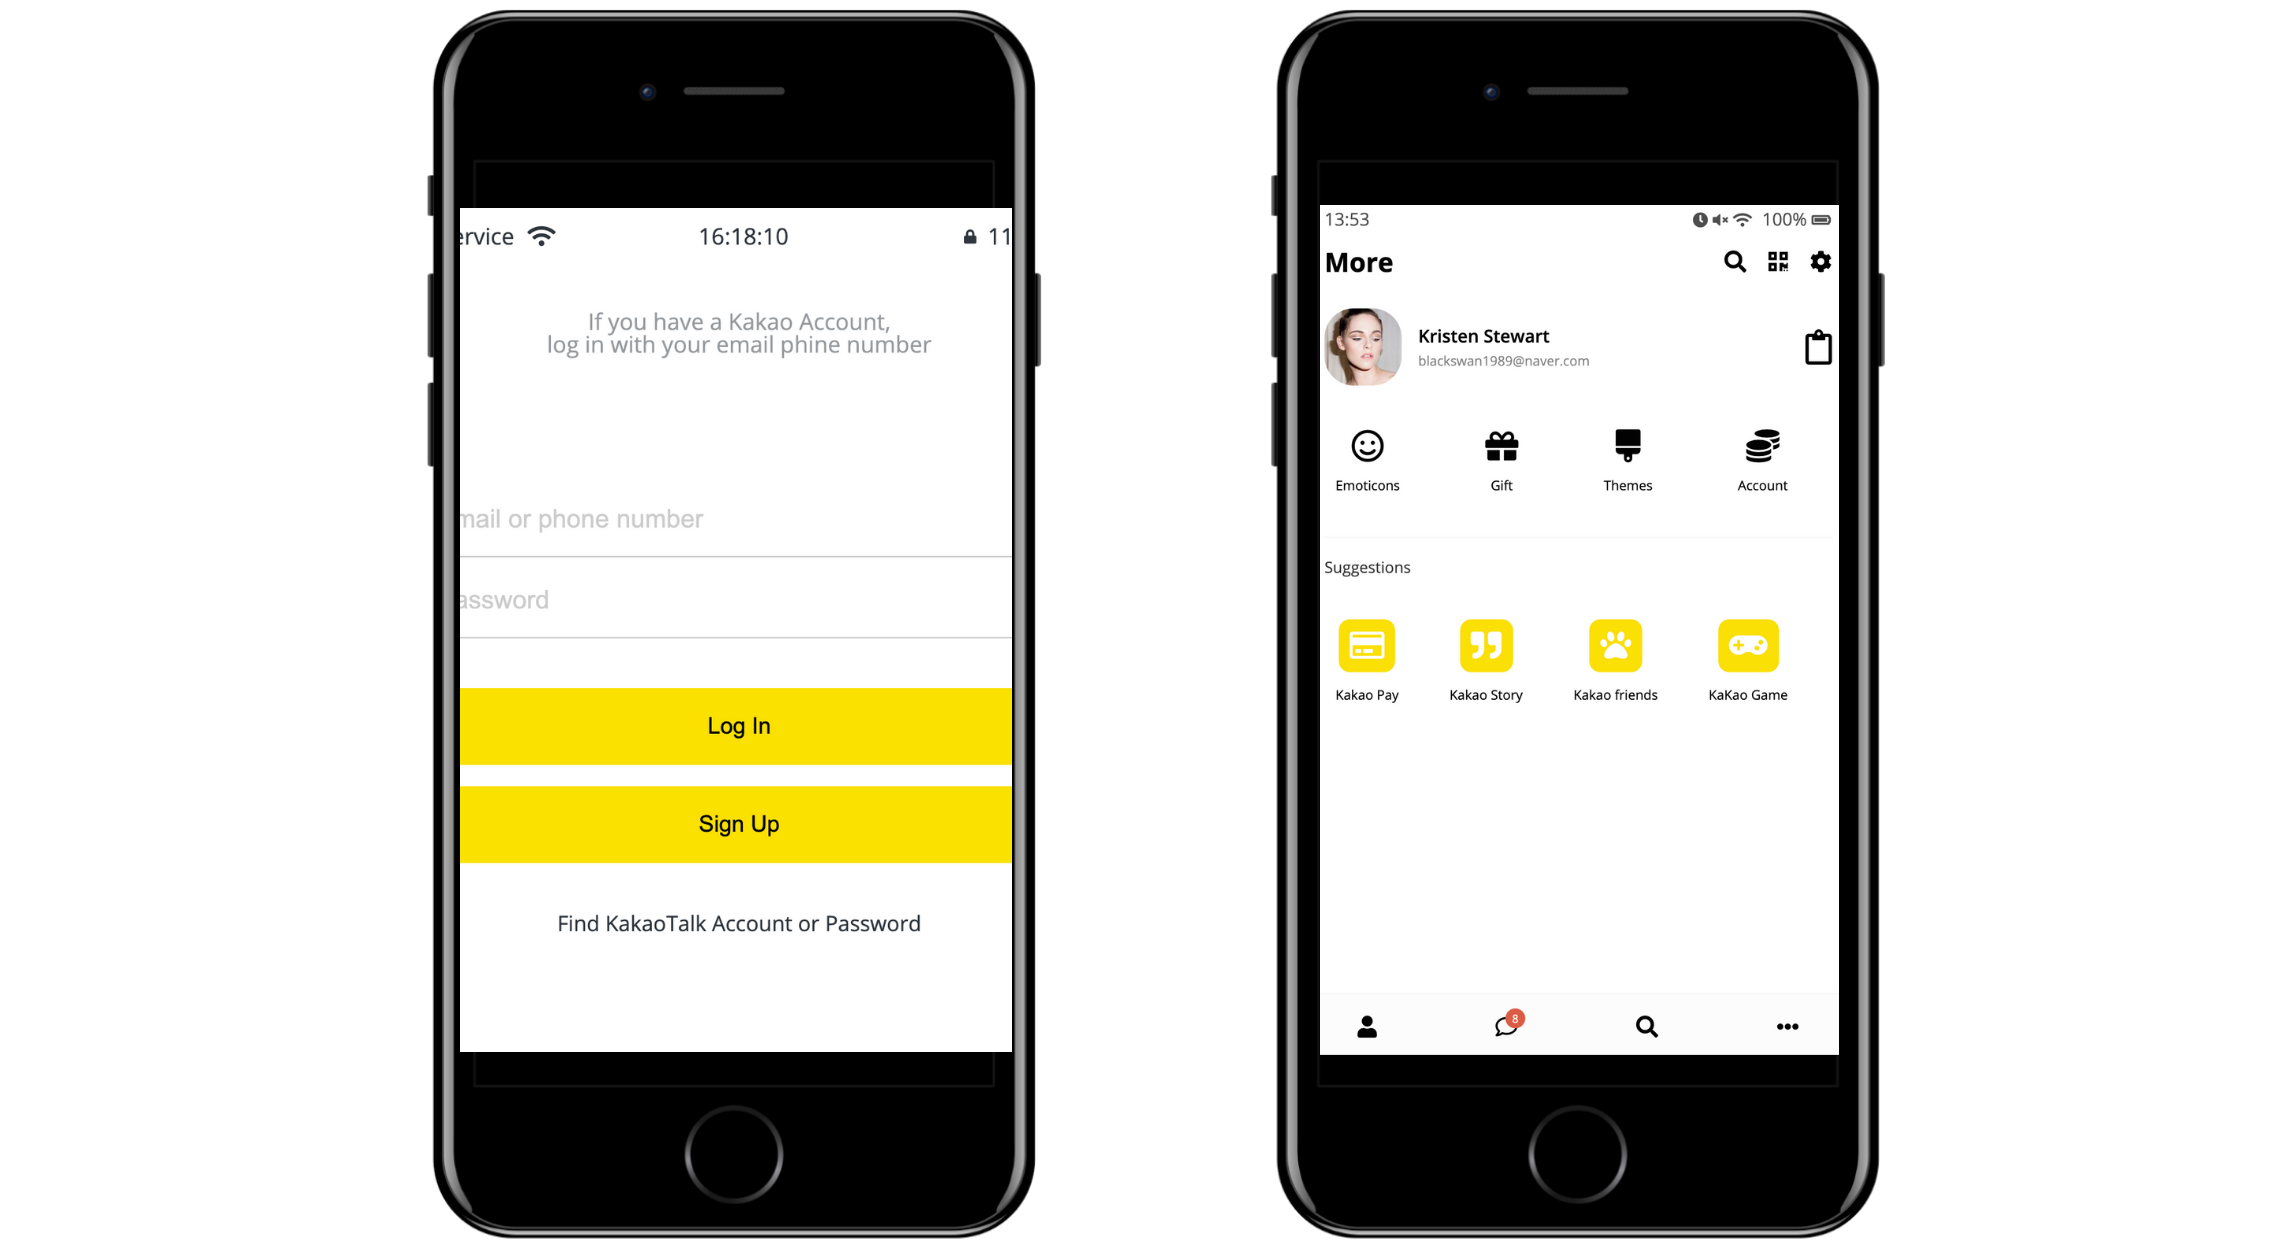 ervice 16:18:10 11
If you have a Kakao Account,
log in with your email phine number
mail or phone number
assword
Log In
Sign Up
Find KakaoTalk Account or Password
13:53 100%
More
Kristen Stewart
blackswan1989@naver.com
Emoticons Gift Themes Account
Suggestions
Kakao Pay Kakao Story Kakao friends KaKao Game
8